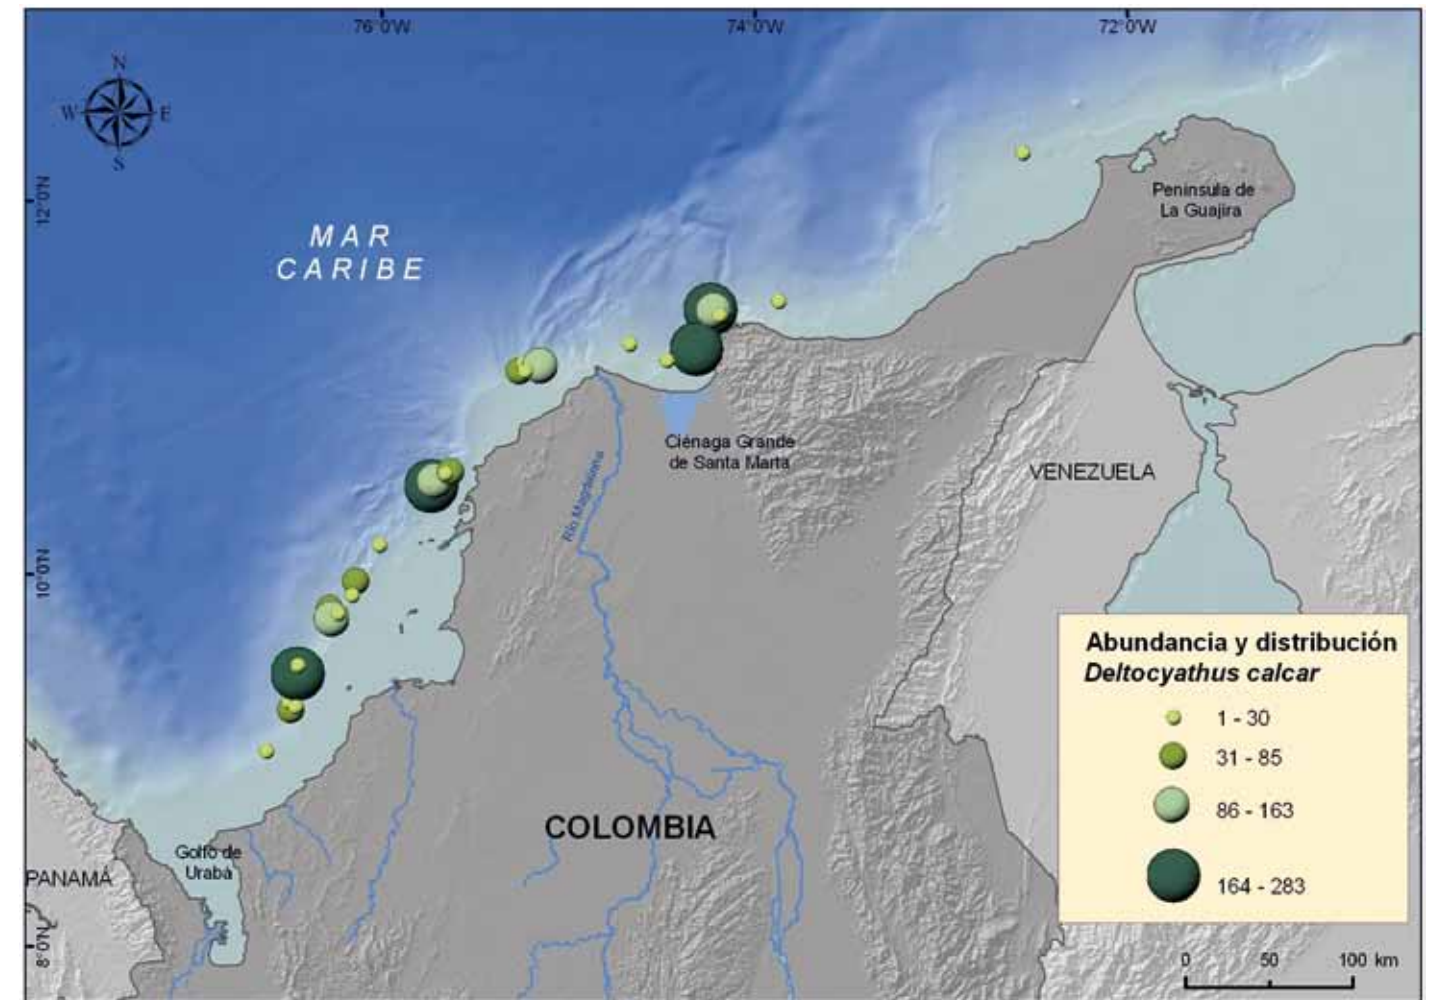 76°0'W
74°0'W
72°0'W
N
W
E
S
12°0'N
Península de
La Guajira
MAR
CARIBE
Ciénaga Grande
de Santa Marta
VENEZUELA
Río Magdalena
10°0'N
Abundancia y distribución
Deltocyathus calcar
1 - 30
31 - 85
86 - 163
164 - 283
COLOMBIA
Golfo de
Urabá
PANAMÁ
8°0'N
0 50 100 km